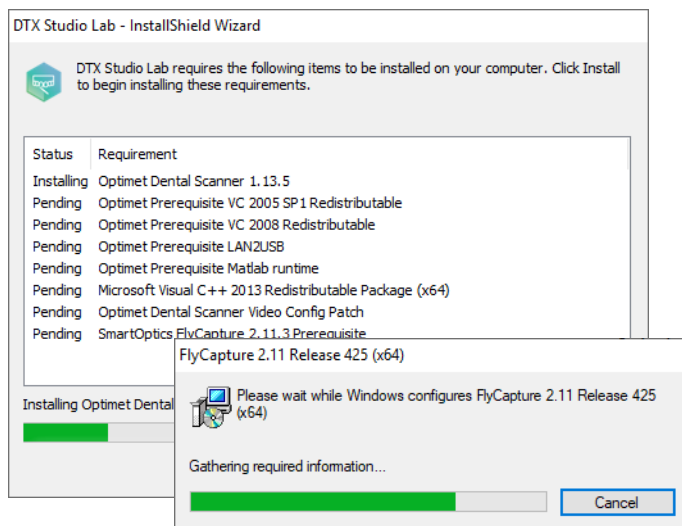 DTX Studio Lab - InstallShield Wizard
DTX Studio Lab requires the following items to be installed on your computer. Click Install
to begin installing these requirements.
Status Requirement
Installing Optimet Dental Scanner 1.13.5
Pending Optimet Prerequisite VC 2005 SP1 Redistributable
Pending Optimet Prerequisite VC 2008 Redistributable
Pending Optimet Prerequisite LAN2USB
Pending Optimet Prerequisite Matlab runtime
Pending Microsoft Visual C++ 2013 Redistributable Package (x64)
Pending Optimet Dental Scanner Video Config Patch
Pending SmartOptics FlyCapture 2.11.3 Prerequisite
Installing Optimet Dental
FlyCapture 2.11 Release 425 (x64)
Please wait while Windows configures FlyCapture 2.11 Release 425
(x64)
Gathering required information...
Cancel